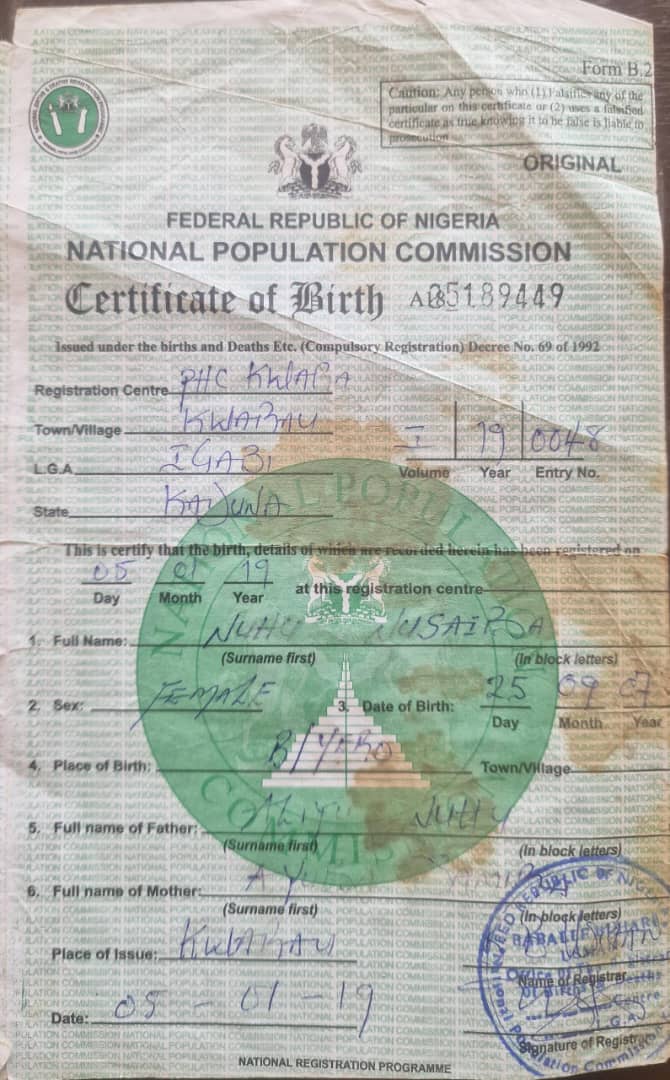 Form B.2
Caution: Any person who (1) Falsifies any of the
particular on this certificate or (2) uses a falsified
certificate as true knowing it to be false is liable to
prosecution
ORIGINAL
FEDERAL REPUBLIC OF NIGERIA
NATIONAL POPULATION COMMISSION
Certificate of Birth 5189449
Issued under the births and Deaths Etc. (Compulsory Registration) Decree No. 69 of 1992
Registration Centre PHC KWARA
Town/Village KWARAU
I 19 0048
L.G.A IGABI
Volume Year Entry No.
State KADUNA
This is certify that the birth, details of which are recorded herein has been registered on
05 01 19 at this registration centre
Day Month Year
1. Full Name: NUHU NUSAIBA
(Surname first) (In block letters)
2. Sex: FEMALE 3. Date of Birth: 25 09 07
Day Month Year
4. Place of Birth: B/YERO Town/Village
5. Full name of Father: Aliyu NUHU
(Surname first) (In block letters)
6. Full name of Mother:
(Surname first) (In block letters)
Place of Issue: KWARAU
Name of Registrar
Date: 05 - 01 - 19
Signature of Registr
NATIONAL REGISTRATION PROGRAMME